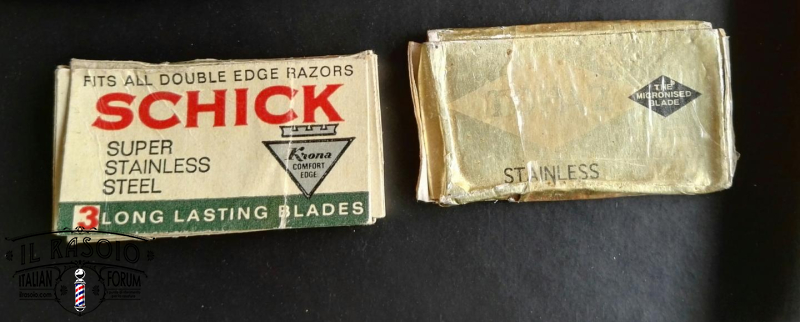 FITS ALL DOUBLE EDGE RAZORS
SCHICK
SUPER
STAINLESS
STEEL
Krona
COMFORT
EDGE
3 LONG LASTING BLADES
THE
MICRONISED
BLADE
STAINLESS
IL RASOIO
ITALIAN FORUM